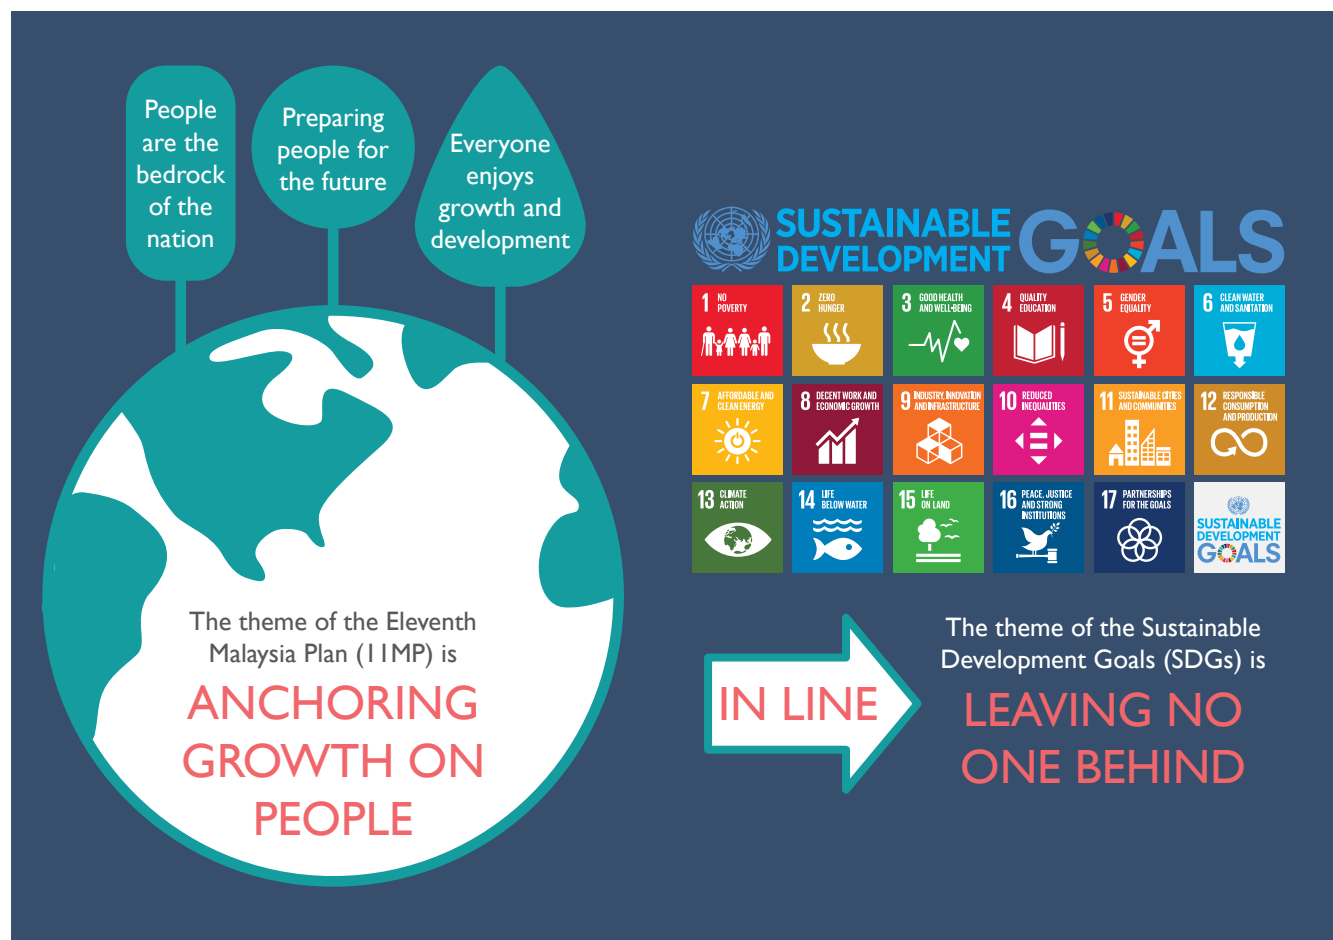 People
are the
bedrock
of the
nation
Preparing
people for
the future
Everyone
enjoys
growth and
development
The theme of the Eleventh
Malaysia Plan (11MP) is
ANCHORING
GROWTH ON
PEOPLE
SUSTAINABLE
DEVELOPMENT
GOALS
1 NO
POVERTY
2 ZERO
HUNGER
3 GOOD HEALTH
AND WELL-BEING
4 QUALITY
EDUCATION
5 GENDER
EQUALITY
6 CLEAN WATER
AND SANITATION
7 AFFORDABLE AND
CLEAN ENERGY
8 DECENT WORK AND
ECONOMIC GROWTH
9 INDUSTRY, INNOVATION
AND INFRASTRUCTURE
10 REDUCED
INEQUALITIES
11 SUSTAINABLE CITIES
AND COMMUNITIES
12 RESPONSIBLE
CONSUMPTION
AND PRODUCTION
13 CLIMATE
ACTION
14 LIFE
BELOW WATER
15 LIFE
ON LAND
16 PEACE, JUSTICE
AND STRONG
INSTITUTIONS
17 PARTNERSHIPS
FOR THE GOALS
SUSTAINABLE
DEVELOPMENT
GOALS
IN LINE
The theme of the Sustainable
Development Goals (SDGs) is
LEAVING NO
ONE BEHIND